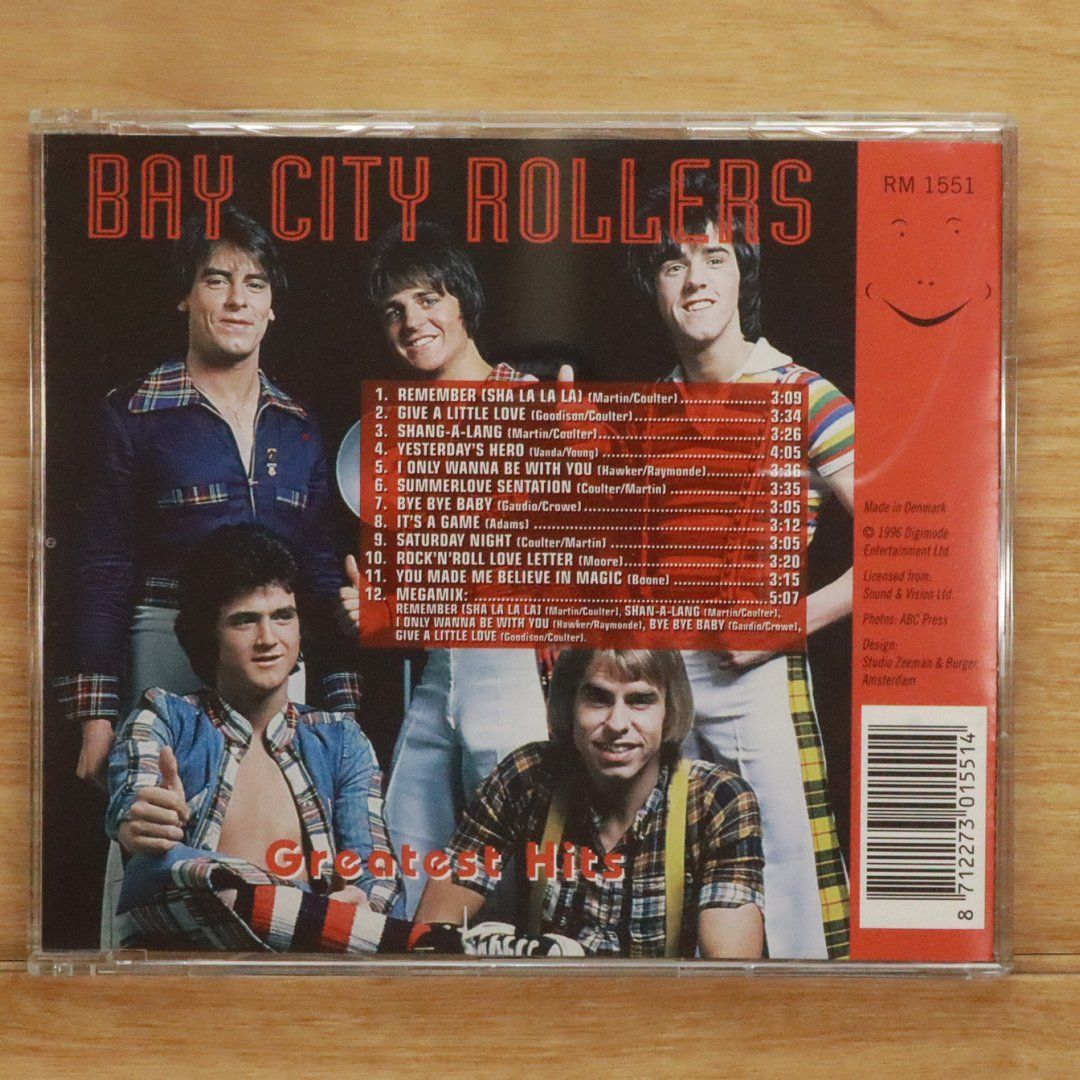 BAY CITY ROLLERS
RM 1551
1. REMEMBER (SHA LA LA LA) (Martin/Coulter)................... 3:09
2. GIVE A LITTLE LOVE (Goodison/Coulter)............................. 3:34
3. SHANG-A-LANG (Martin/Coulter)..................................... 3:26
4. YESTERDAY'S HERO (Vanda/Young) ..................................... 4:05
5. I ONLY WANNA BE WITH YOU (Hawker/Raymonde)............. 3:36
6. SUMMERLOVE SENTATION (Coulter/Martin) ..................... 3:35
7. BYE BYE BABY (Gaudio/Crowe)........................................ 3:05
8. IT'S A GAME (Adams) .................................................... 3:12
9. SATURDAY NIGHT (Coulter/Martin) ................................... 3:05
10. ROCK'N'ROLL LOVE LETTER (Moore)................................ 3:20
11. YOU MADE ME BELIEVE IN MAGIC (Boone) ..................... 3:15
12. MEGAMIX: .................................................................. 5:07
REMEMBER (SHA LA LA LA) (Martin/Coulter), SHAN-A-LANG (Martin/Coulter),
I ONLY WANNA BE WITH YOU (Hawker/Raymonde), BYE BYE BABY (Gaudio/Crowe),
GIVE A LITTLE LOVE (Goodison/Coulter).
Made in Denmark
© 1996 Digimode
Entertainment Ltd.
Licensed from:
Sound & Vision Ltd.
Photos: ABC Press
Design:
Studio Zeeman & Burger,
Amsterdam
Greatest Hits
8 712273 015514